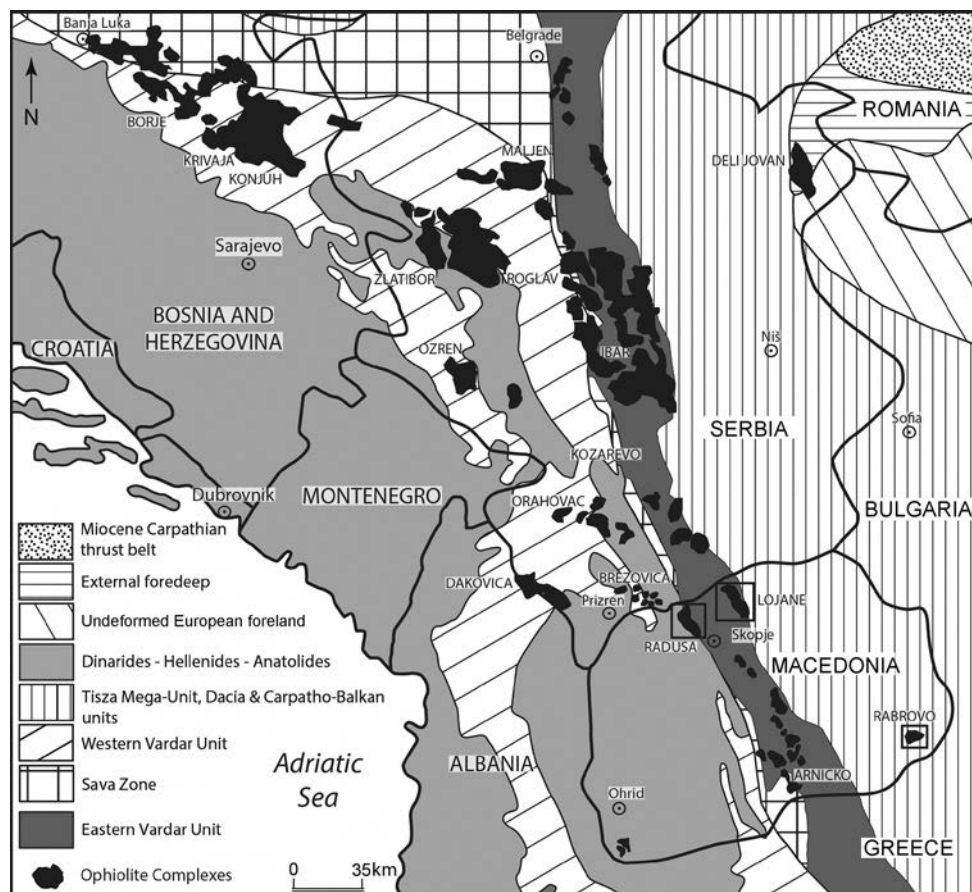 Banja Luka
Belgrade
N
ROMANIA
BORJE
MALJEN
DELI JOVAN
KRIVAJA
KONJUH
Sarajevo
ZLATIBOR
TROGLAV
BOSNIA AND
HERZEGOVINA
CROATIA
OZREN
IBAR
Niš
Sofia
SERBIA
KOZAREVO
Dubrovnik
MONTENEGRO
ORAHOVAC
BULGARIA
DAKOVICA
BREZOVICA
Prizren
LOJANE
RADUSA
Skopje
MACEDONIA
RABROVO
ALBANIA
Adriatic
Sea
JARNICKO
Ohrid
GREECE
Miocene Carpathian
thrust belt
External foredeep
Undeformed European foreland
Dinarides - Hellenides - Anatolides
Tisza Mega-Unit, Dacia & Carpatho-Balkan
units
Western Vardar Unit
Sava Zone
Eastern Vardar Unit
Ophiolite Complexes
0 35km